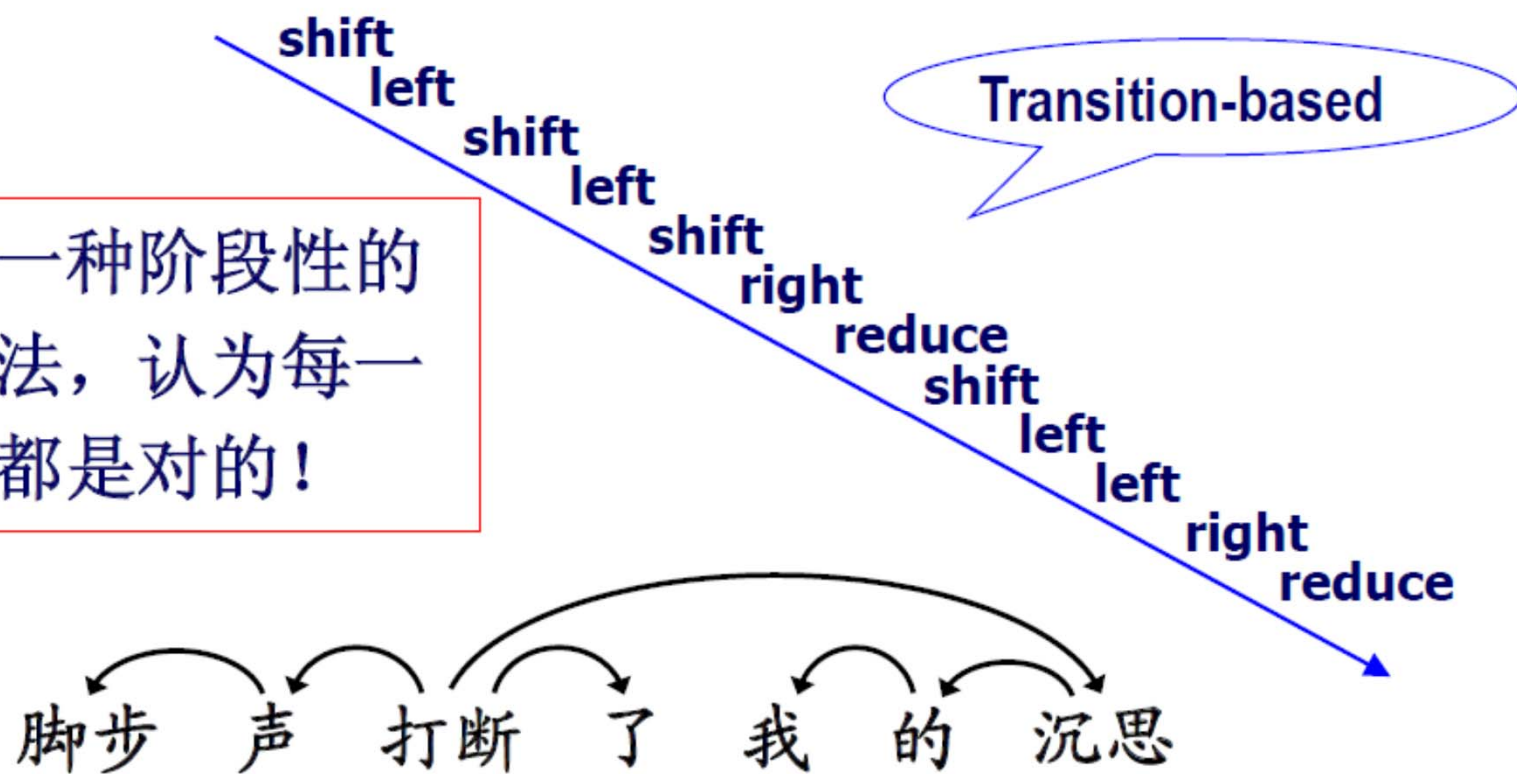 shift
left
Transition-based
shift
left
shift
right
reduce
shift
left
left
right
reduce
一种阶段性的
法，认为每一
都是对的！
脚步 声 打断 了 我 的 沉思